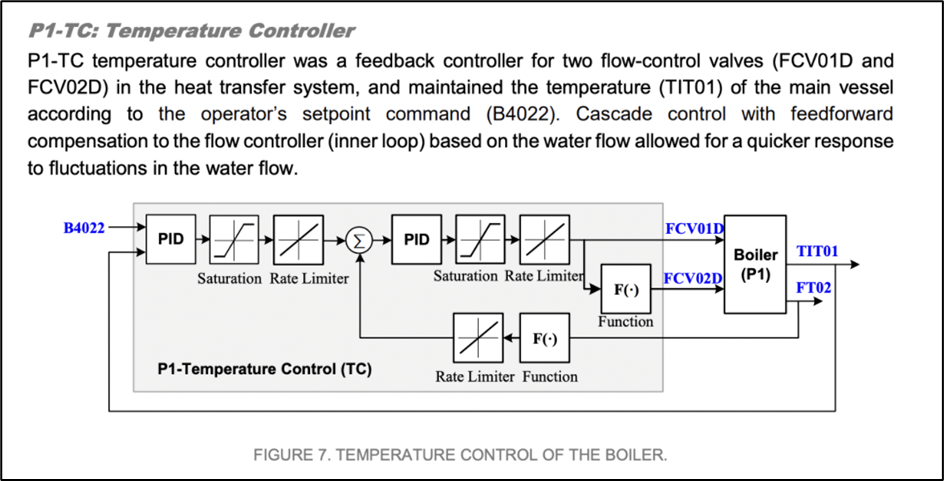 P1-TC: Temperature Controller
P1-TC temperature controller was a feedback controller for two flow-control valves (FCV01D and
FCV02D) in the heat transfer system, and maintained the temperature (TIT01) of the main vessel
according to the operator's setpoint command (B4022). Cascade control with feedforward
compensation to the flow controller (inner loop) based on the water flow allowed for a quicker response
to fluctuations in the water flow.
B4022
PID
Saturation
Rate Limiter
Σ
PID
Saturation
Rate Limiter
FCV01D
F(·)
Function
FCV02D
Boiler
(P1)
TIT01
FT02
Rate Limiter
F(·)
Function
P1-Temperature Control (TC)
FIGURE 7. TEMPERATURE CONTROL OF THE BOILER.